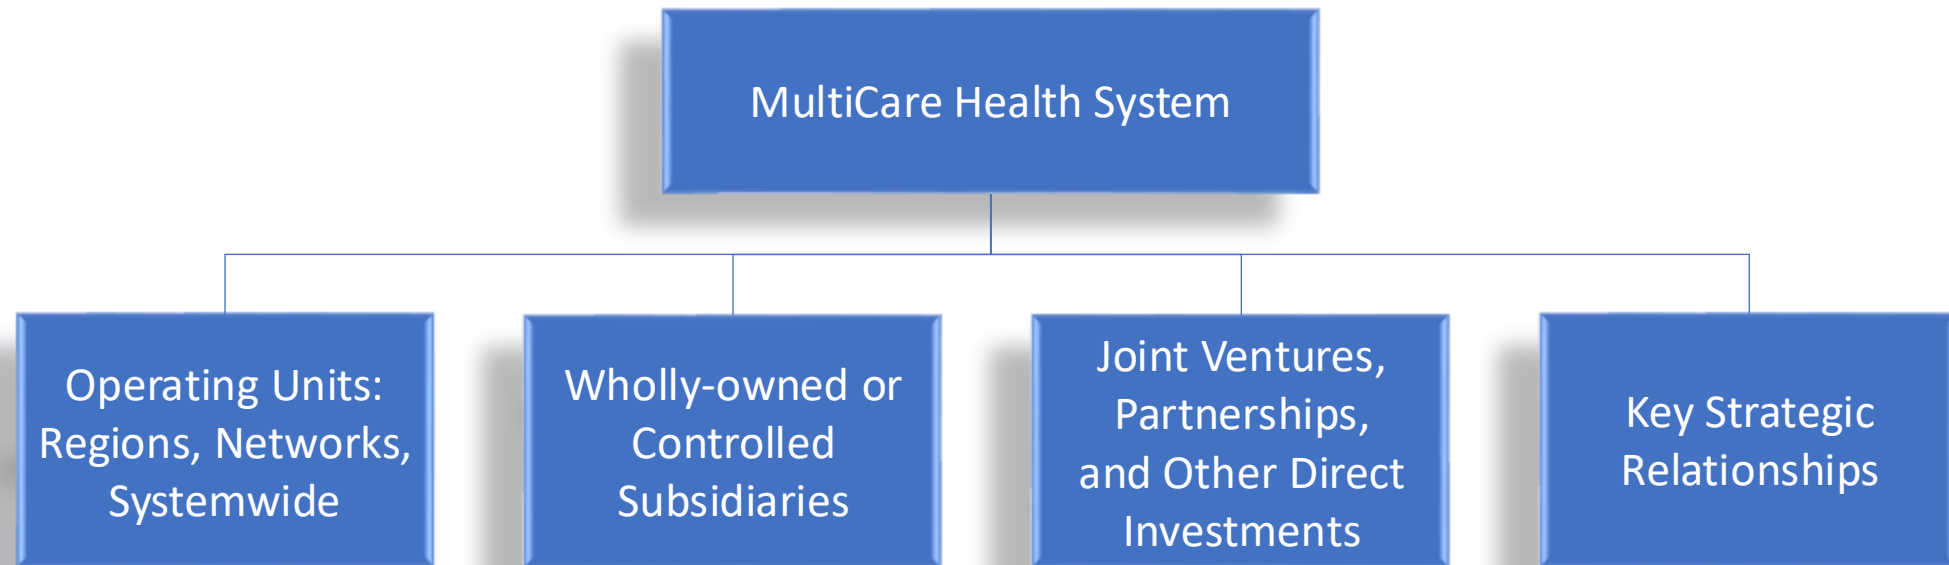 MultiCare Health System
Operating Units:
Regions, Networks,
Systemwide
Wholly-owned or
Controlled
Subsidiaries
Joint Ventures,
Partnerships,
and Other Direct
Investments
Key Strategic
Relationships